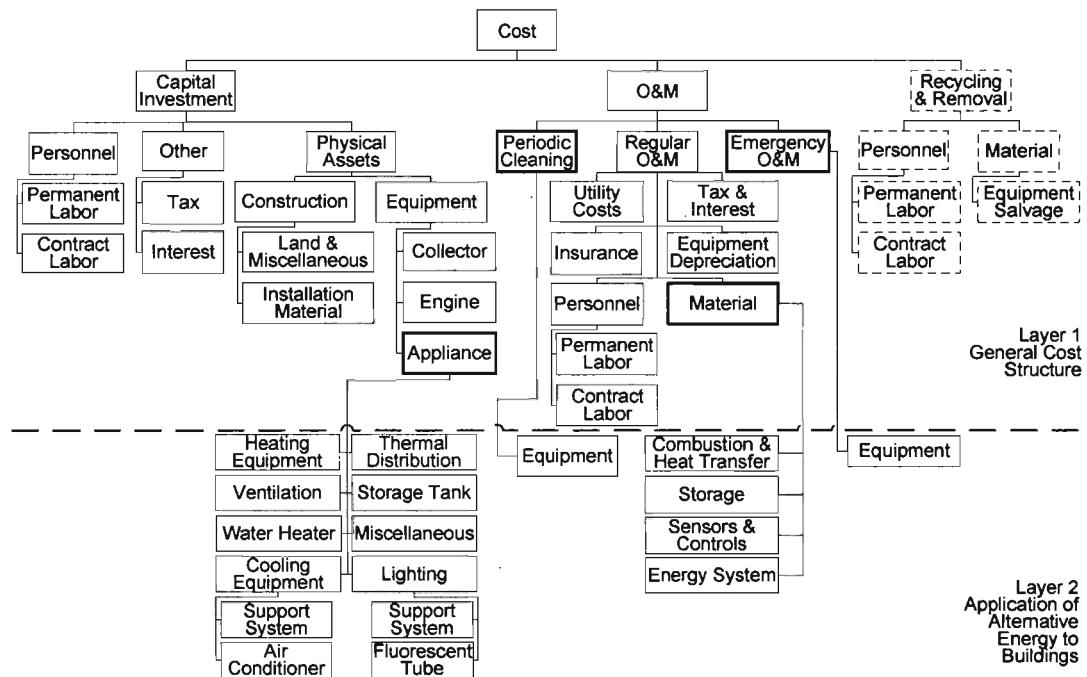 Cost
Capital
Investment
O&M
Recycling
& Removal
Personnel
Other
Physical
Assets
Periodic
Cleaning
Regular
O&M
Emergency
O&M
Personnel
Material
Permanent
Labor
Tax
Construction
Equipment
Utility
Costs
Tax &
Interest
Permanent
Labor
Equipment
Salvage
Contract
Labor
Interest
Land &
Miscellaneous
Collector
Insurance
Equipment
Depreciation
Contract
Labor
Installation
Material
Engine
Personnel
Material
Appliance
Permanent
Labor
Contract
Labor
Layer 1
General Cost
Structure
Heating
Equipment
Thermal
Distribution
Equipment
Combustion &
Heat Transfer
Equipment
Ventilation
Storage Tank
Storage
Water Heater
Miscellaneous
Sensors &
Controls
Cooling
Equipment
Lighting
Energy System
Support
System
Support
System
Air
Conditioner
Fluorescent
Tube
Layer 2
Application of
Alternative
Energy to
Buildings